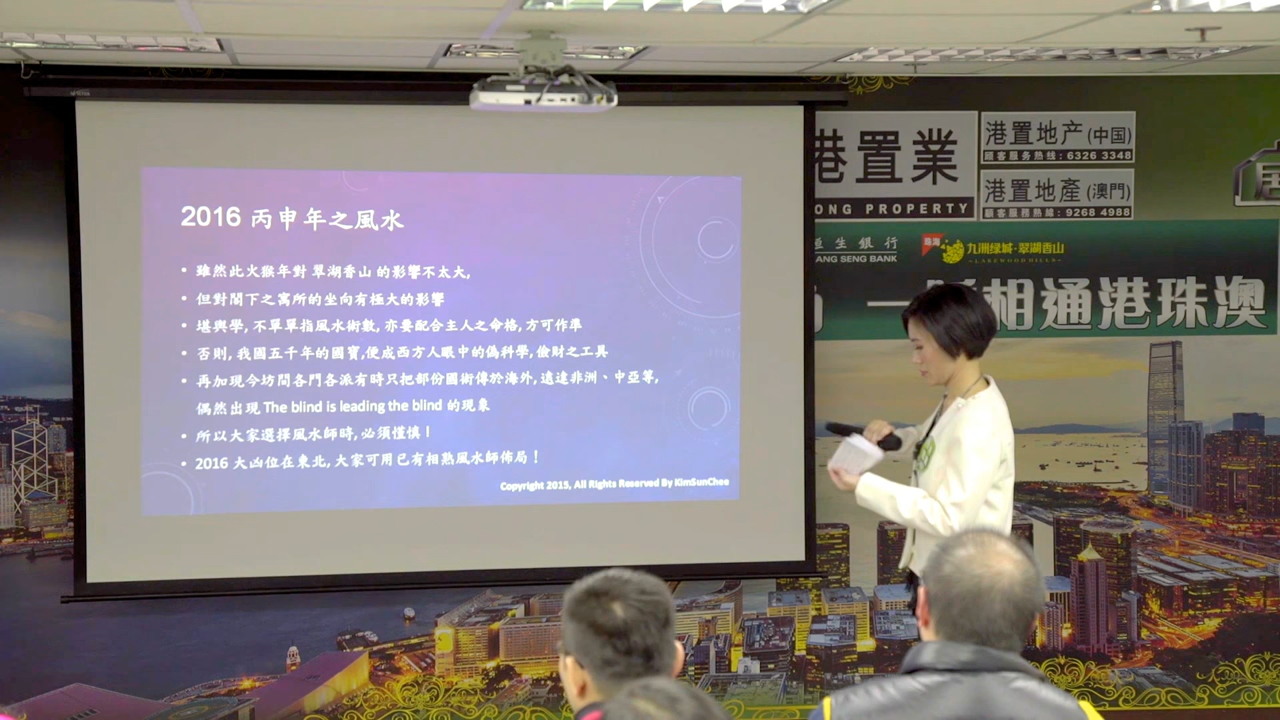 2016 丙申年之風水
• 雖然此火猴年對 翠湖香山 的影響不太大,
• 但對閣下之寓所的坐向有極大的影響
• 堪輿學, 不單單指風水術數, 亦要配合主人之命格, 方可作準
• 否則, 我國五千年的國寶,便成西方人眼中的偽科學, 儉財之工具
• 再加現今坊間各門各派有時只把部份國術傳於海外, 遠達非洲、中亞等,
偶然出現 The blind is leading the blind 的現象
• 所以大家選擇風水師時, 必須慬慎！
• 2016 大凶位在東北, 大家可用已有相熟風水師佈局！
Copyright 2015, All Rights Reserved By KimSunChee
港置業
ONG PROPERTY
港置地产 (中国)
顾客服务热线: 6326 3348
港置地產 (澳門)
顧客服務熱線: 9268 4988
恒生銀行
ANG SENG BANK
珠海
九洲绿城·翠湖香山
LAKEWOOD HILLS
一
相通港珠澳